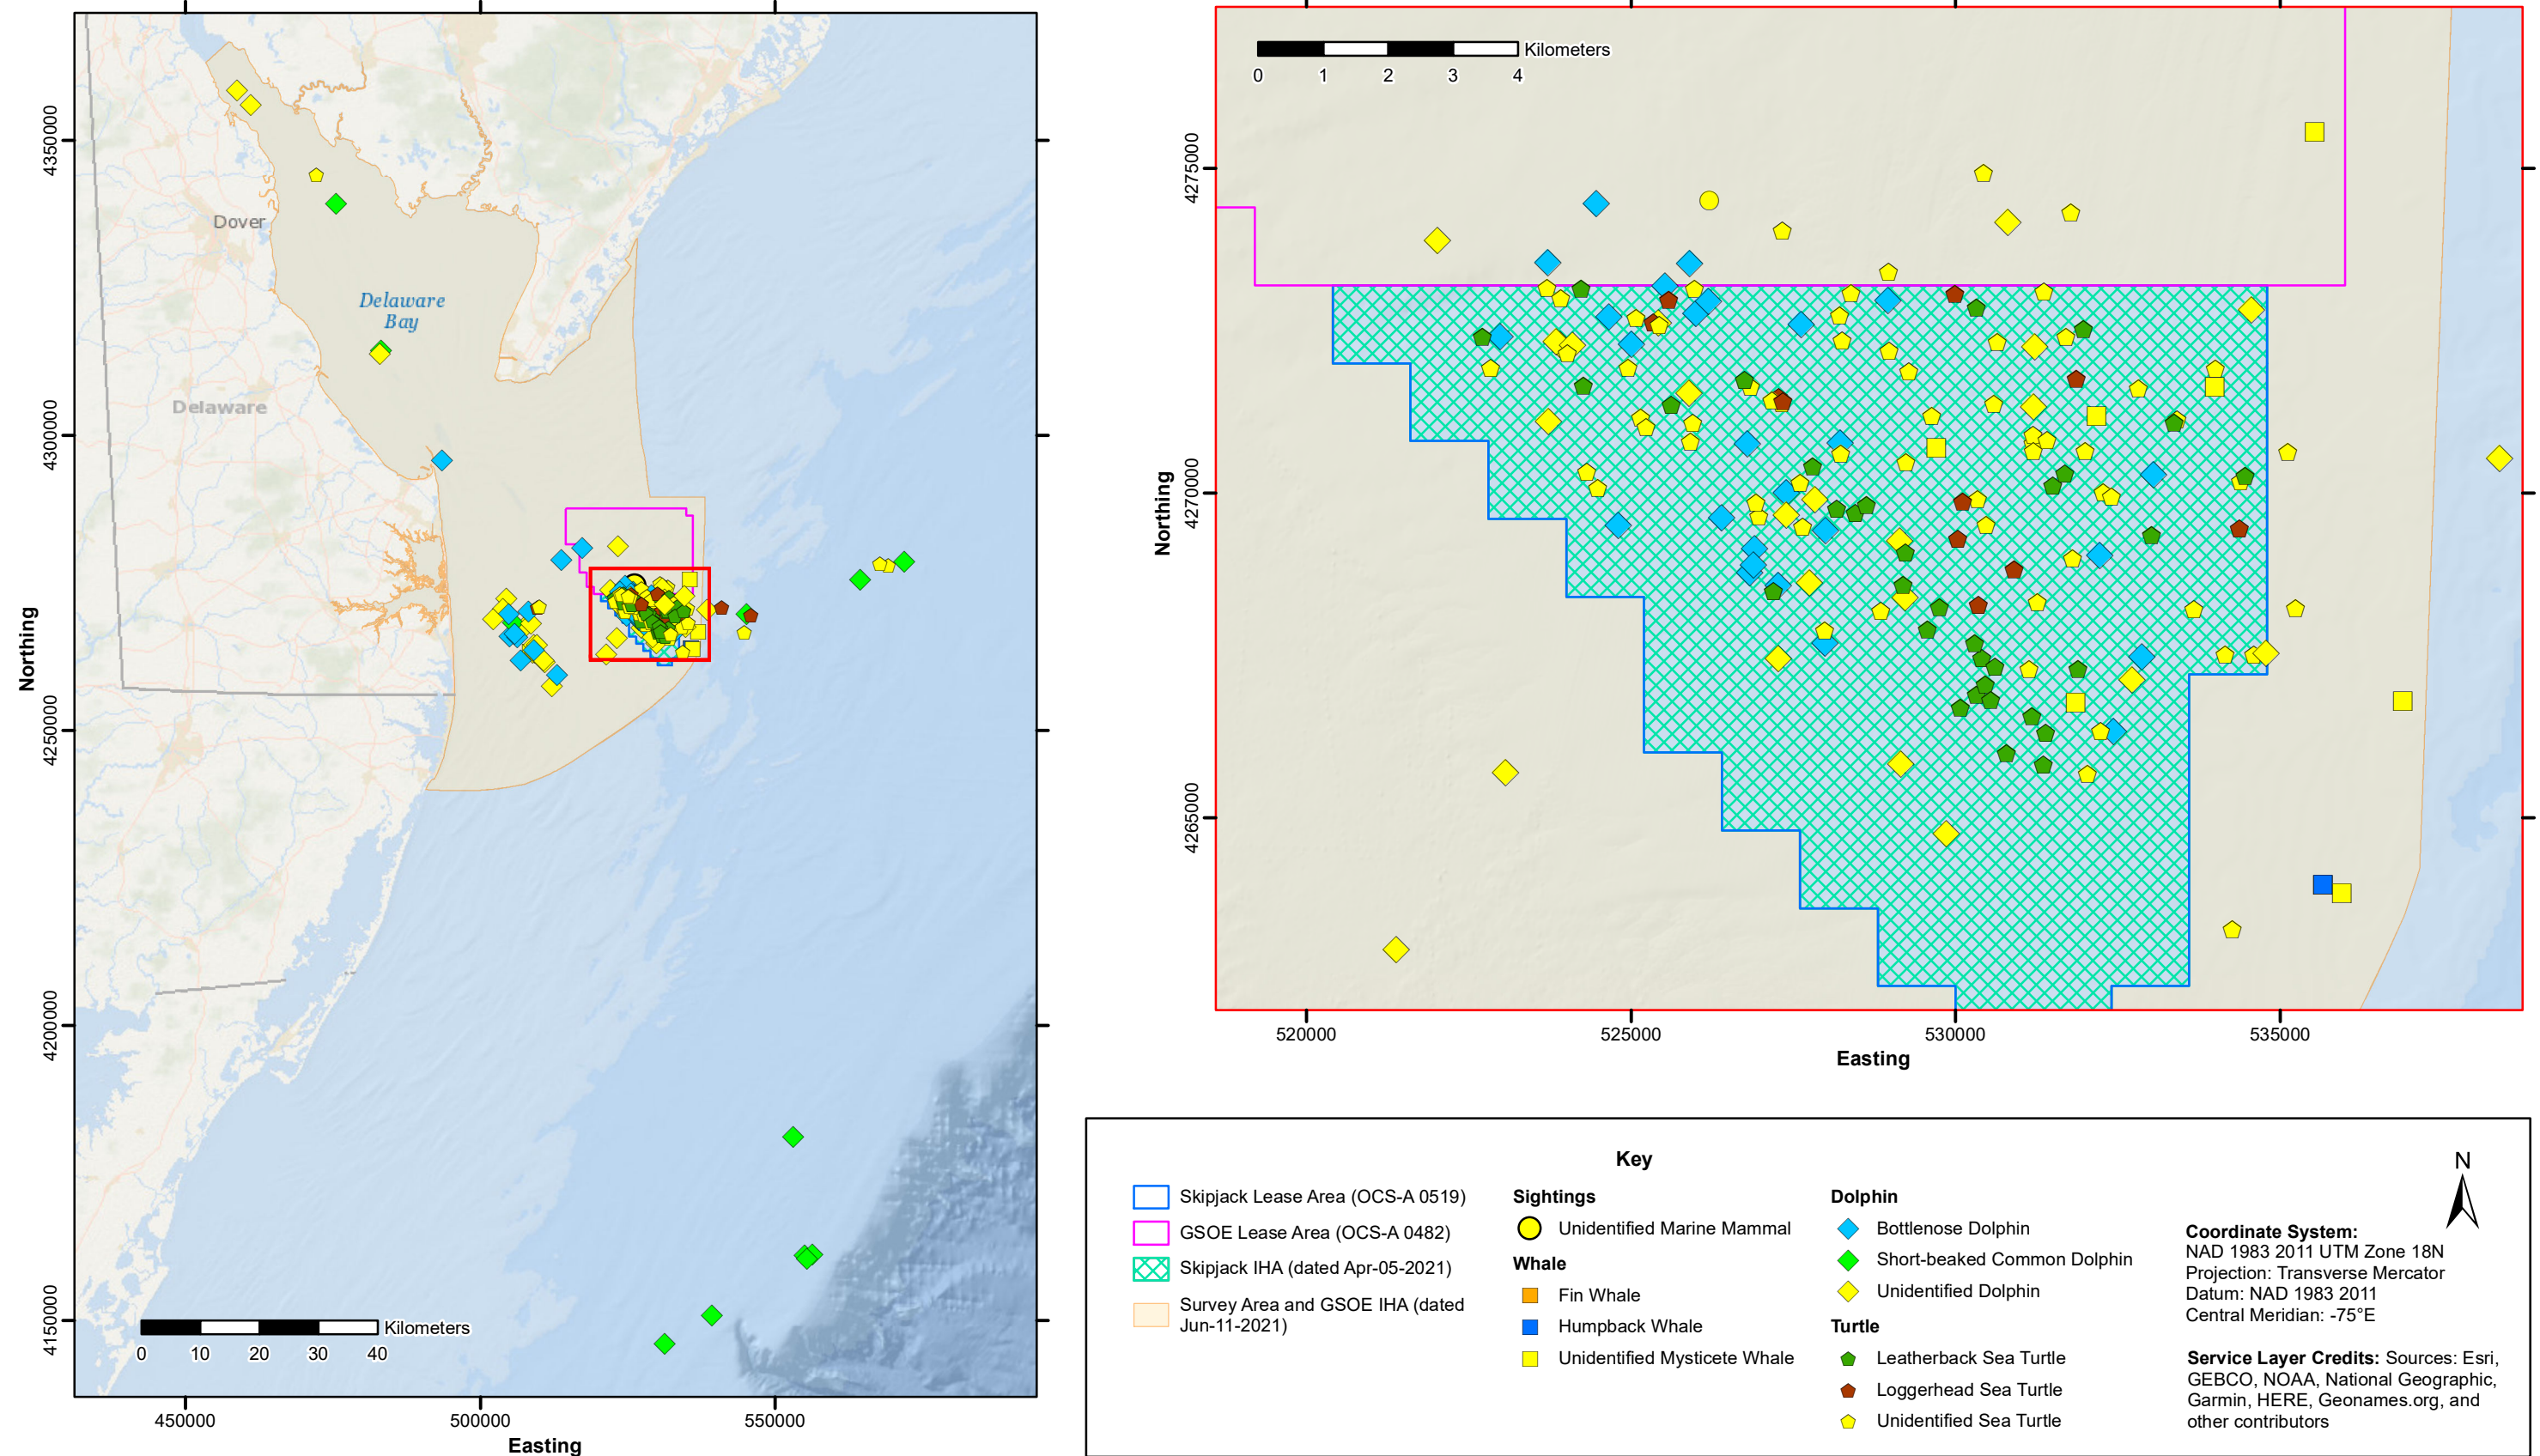 4350000
4300000
4250000
4200000
4150000
Northing
Dover
Delaware
Bay
Delaware
Kilometers
0 10 20 30 40
450000 500000 550000
Easting
Kilometers
0 1 2 3 4
4275000
4270000
4265000
Northing
520000 525000 530000 535000
Easting
Key
Skipjack Lease Area (OCS-A 0519)
GSOE Lease Area (OCS-A 0482)
Skipjack IHA (dated Apr-05-2021)
Survey Area and GSOE IHA (dated
Jun-11-2021)
Sightings
Unidentified Marine Mammal
Whale
Fin Whale
Humpback Whale
Unidentified Mysticete Whale
Dolphin
Bottlenose Dolphin
Short-beaked Common Dolphin
Unidentified Dolphin
Turtle
Leatherback Sea Turtle
Loggerhead Sea Turtle
Unidentified Sea Turtle
N
Coordinate System:
NAD 1983 2011 UTM Zone 18N
Projection: Transverse Mercator
Datum: NAD 1983 2011
Central Meridian: -75°E
Service Layer Credits: Sources: Esri,
GEBCO, NOAA, National Geographic,
Garmin, HERE, Geonames.org, and
other contributors